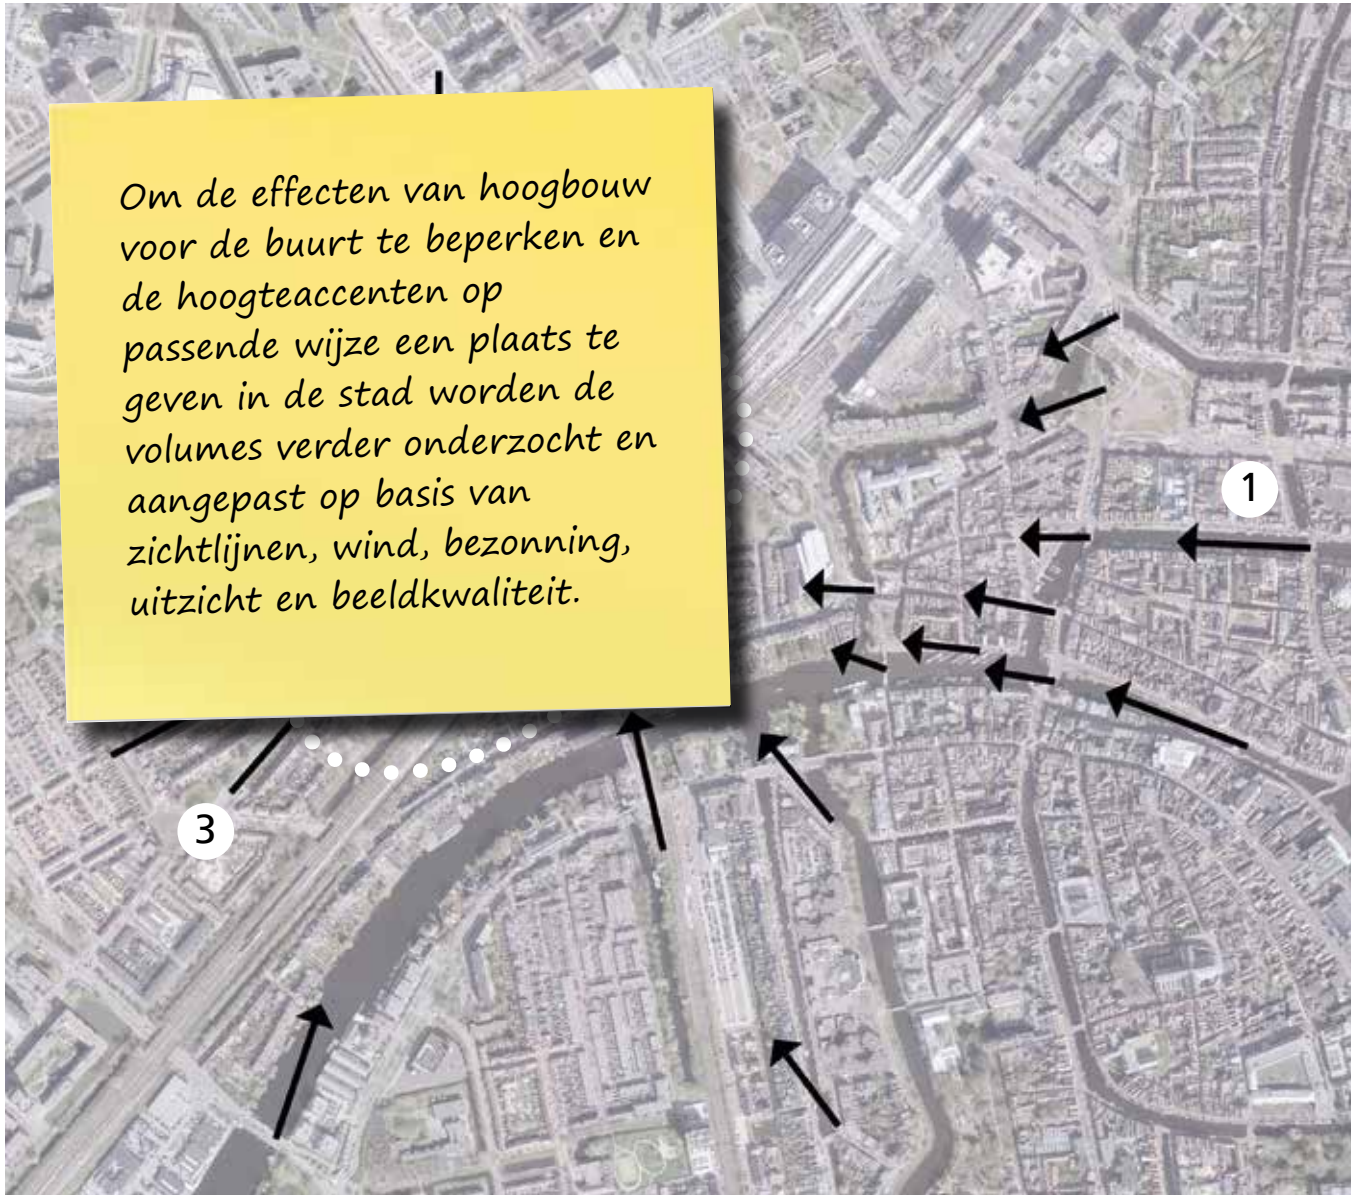 Om de effecten van hoogbouw
voor de buurt te beperken en
de hoogteaccenten op
passende wijze een plaats te
geven in de stad worden de
volumes verder onderzocht en
aangepast op basis van
zichtlijnen, wind, bezonning,
uitzicht en beeldkwaliteit.
1
3